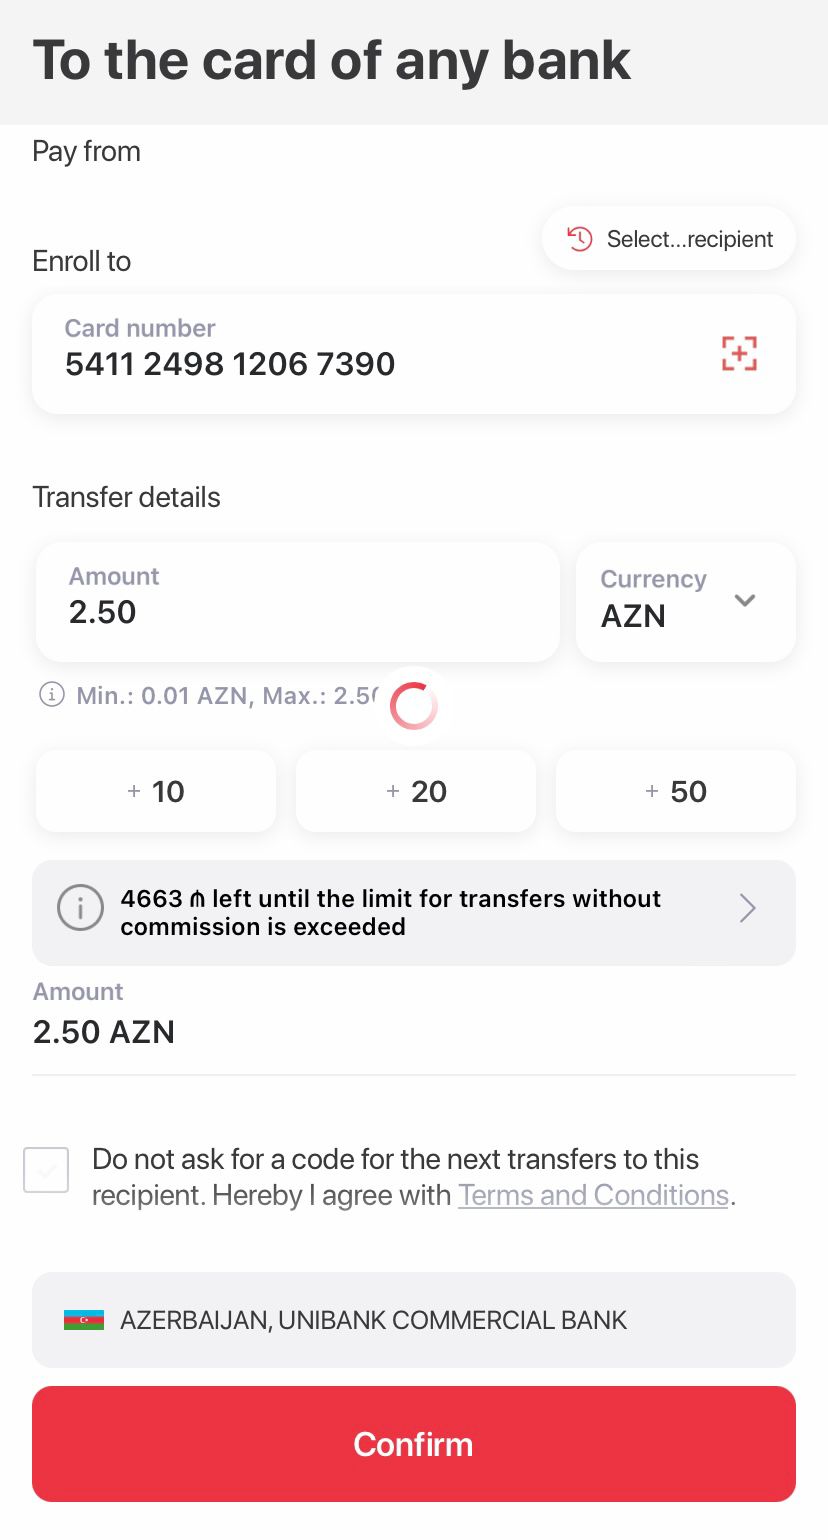 To the card of any bank
Pay from
Select...recipient
Enroll to
Card number
5411 2498 1206 7390
Transfer details
Amount
2.50
Currency
AZN
Min.: 0.01 AZN, Max.: 2.50
+ 10
+ 20
+ 50
4663 ₼ left until the limit for transfers without
commission is exceeded
Amount
2.50 AZN
Do not ask for a code for the next transfers to this
recipient. Hereby I agree with Terms and Conditions.
AZERBAIJAN, UNIBANK COMMERCIAL BANK
Confirm